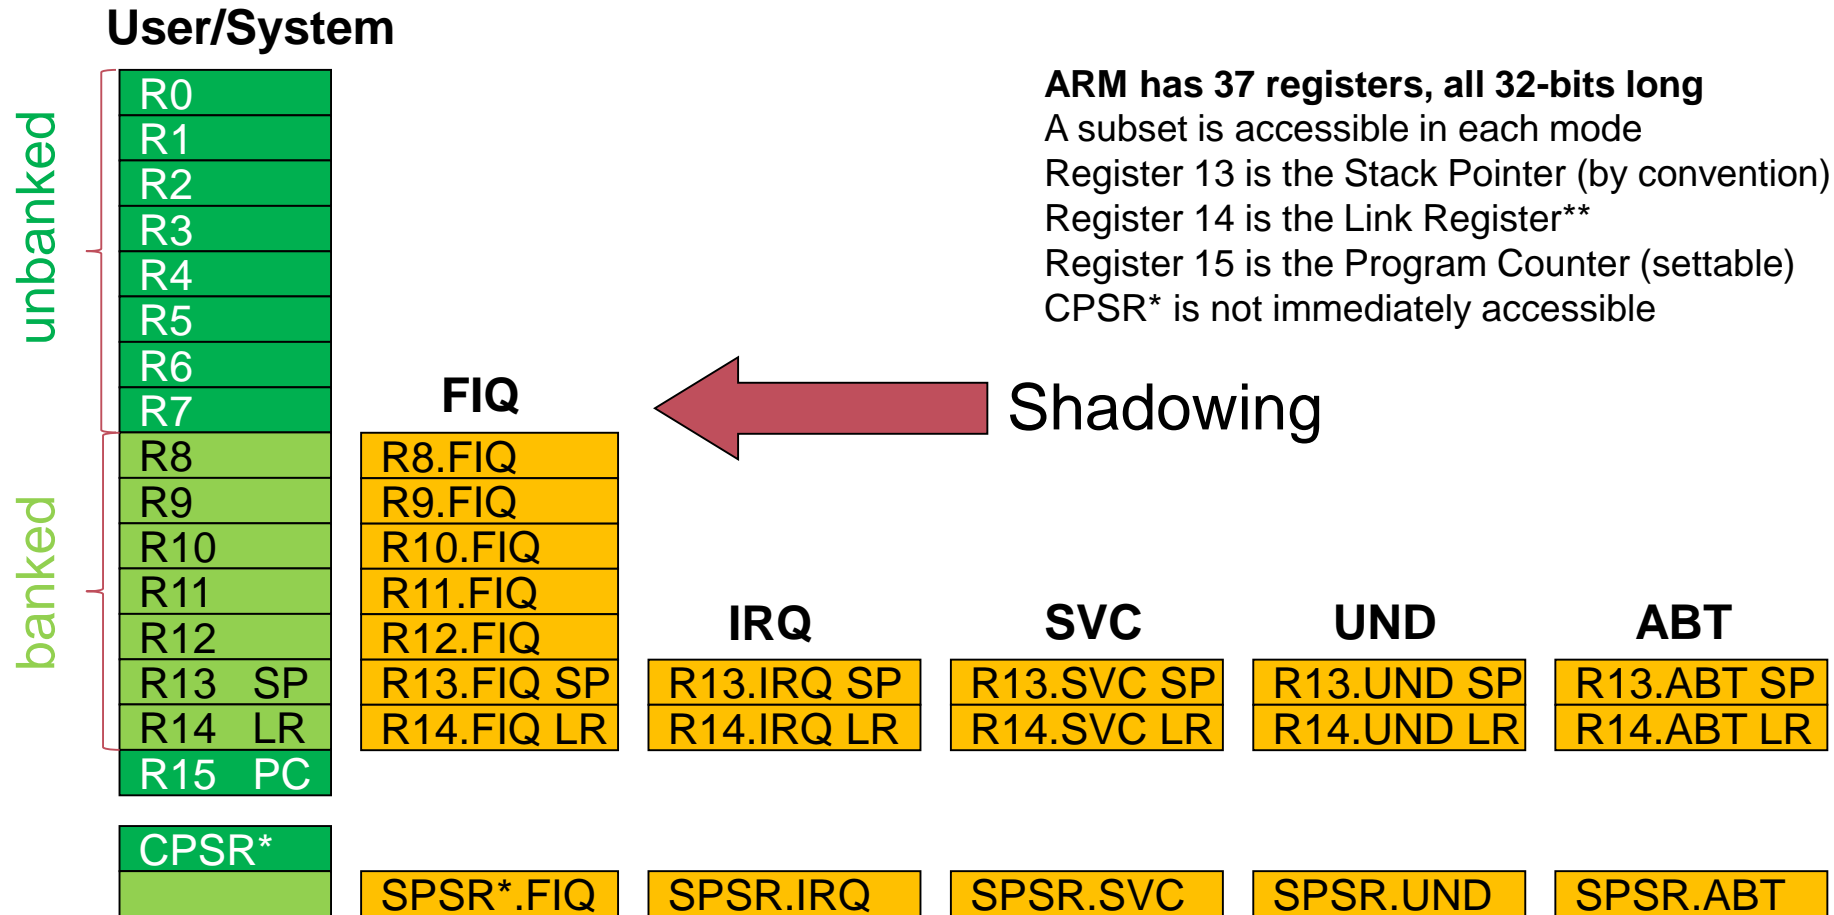 User/System
unbanked
R0
R1
R2
R3
R4
R5
R6
R7
ARM has 37 registers, all 32-bits long
A subset is accessible in each mode
Register 13 is the Stack Pointer (by convention)
Register 14 is the Link Register**
Register 15 is the Program Counter (settable)
CPSR* is not immediately accessible
FIQ
Shadowing
banked
R8 R8.FIQ
R9 R9.FIQ
R10 R10.FIQ
R11 R11.FIQ
R12 R12.FIQ
IRQ SVC UND ABT
R13 SP R13.FIQ SP R13.IRQ SP R13.SVC SP R13.UND SP R13.ABT SP
R14 LR R14.FIQ LR R14.IRQ LR R14.SVC LR R14.UND LR R14.ABT LR
R15 PC
CPSR*
SPSR*.FIQ SPSR.IRQ SPSR.SVC SPSR.UND SPSR.ABT